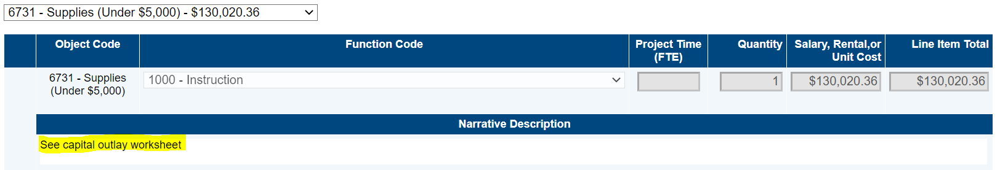 6731 - Supplies (Under $5,000) - $130,020.36
Object Code
Function Code
Project Time
(FTE)
Quantity
Salary, Rental,or
Unit Cost
Line Item Total
6731 - Supplies
(Under $5,000)
1000 - Instruction
1
$130,020.36
$130,020.36
Narrative Description
See capital outlay worksheet